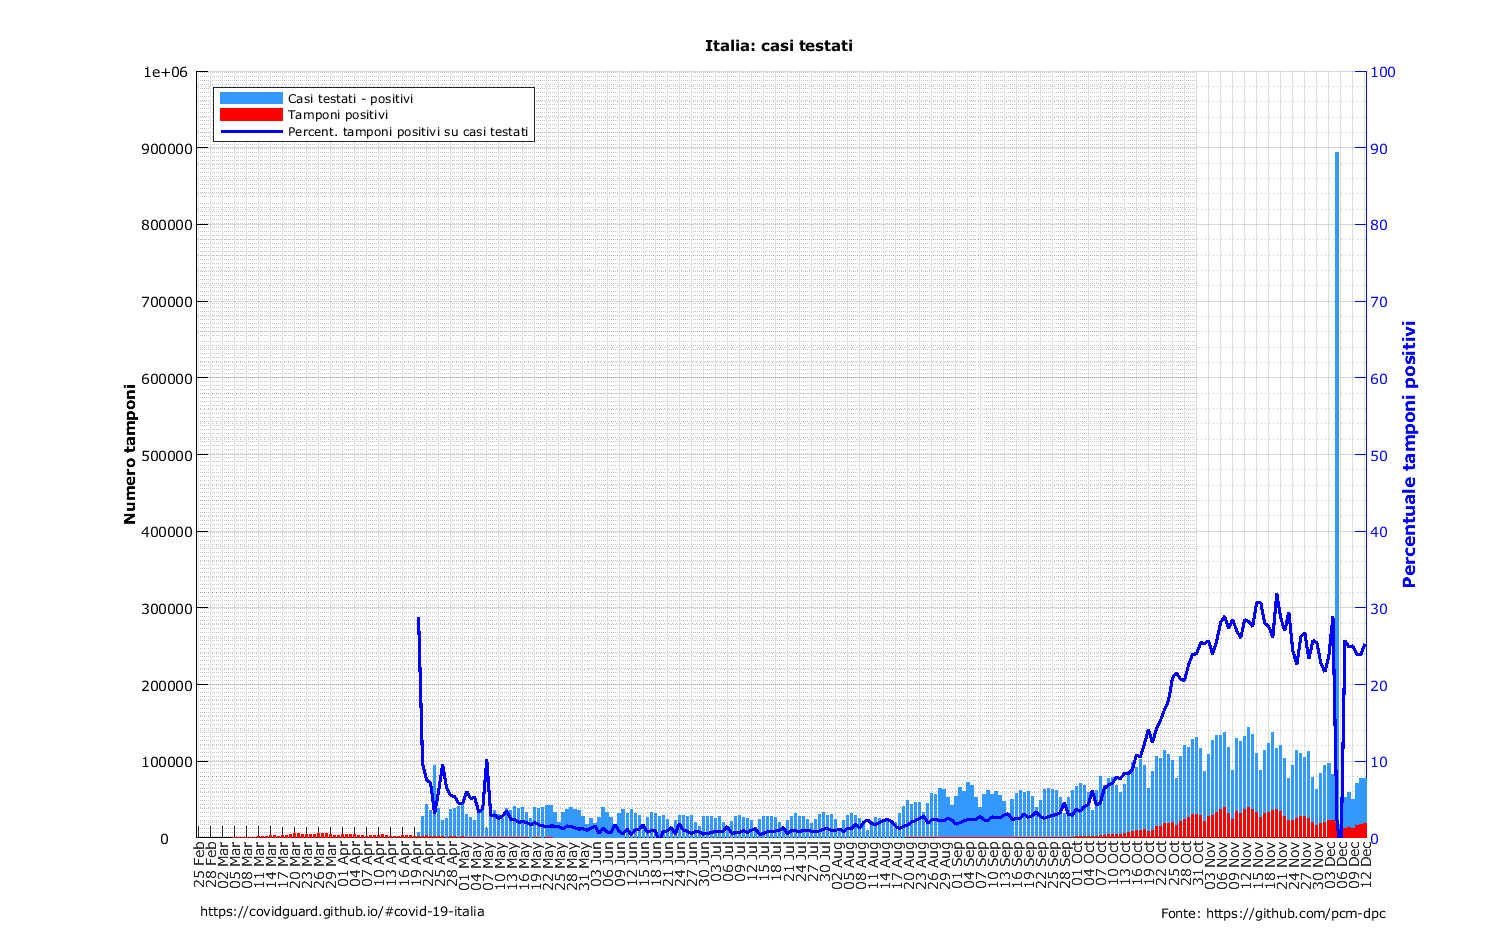 Italia: casi testati
1e+06
900000
800000
700000
600000
500000
400000
300000
200000
100000
0
Numero tamponi
Casi testati - positivi
Tamponi positivi
Percent. tamponi positivi su casi testati
100
90
80
70
60
50
40
30
20
10
0
Percentuale tamponi positivi
25 Feb
28 Feb
02 Mar
05 Mar
08 Mar
11 Mar
14 Mar
17 Mar
20 Mar
23 Mar
26 Mar
29 Mar
01 Apr
04 Apr
07 Apr
10 Apr
13 Apr
16 Apr
19 Apr
22 Apr
25 Apr
28 Apr
01 May
04 May
07 May
10 May
13 May
16 May
19 May
22 May
25 May
28 May
31 May
03 Jun
06 Jun
09 Jun
12 Jun
15 Jun
18 Jun
21 Jun
24 Jun
27 Jun
30 Jun
03 Jul
06 Jul
09 Jul
12 Jul
15 Jul
18 Jul
21 Jul
24 Jul
27 Jul
30 Jul
02 Aug
05 Aug
08 Aug
11 Aug
14 Aug
17 Aug
20 Aug
23 Aug
26 Aug
29 Aug
01 Sep
04 Sep
07 Sep
10 Sep
13 Sep
16 Sep
19 Sep
22 Sep
25 Sep
28 Sep
01 Oct
04 Oct
07 Oct
10 Oct
13 Oct
16 Oct
19 Oct
22 Oct
25 Oct
28 Oct
31 Oct
03 Nov
06 Nov
09 Nov
12 Nov
15 Nov
18 Nov
21 Nov
24 Nov
27 Nov
30 Nov
03 Dec
06 Dec
09 Dec
12 Dec
https://covidguard.github.io/#covid-19-italia
Fonte: https://github.com/pcm-dpc